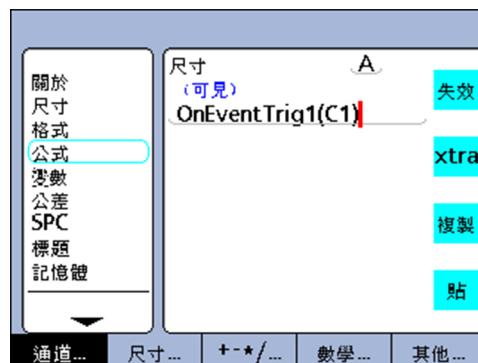 關於
尺寸
格式
公式
變數
公差
SPC
標題
記憶體
尺寸 A
(可見)
OnEventTrig1(C1)
失效
xtra
複製
貼
通道...
尺寸...
+-*/...
數學...
其他...